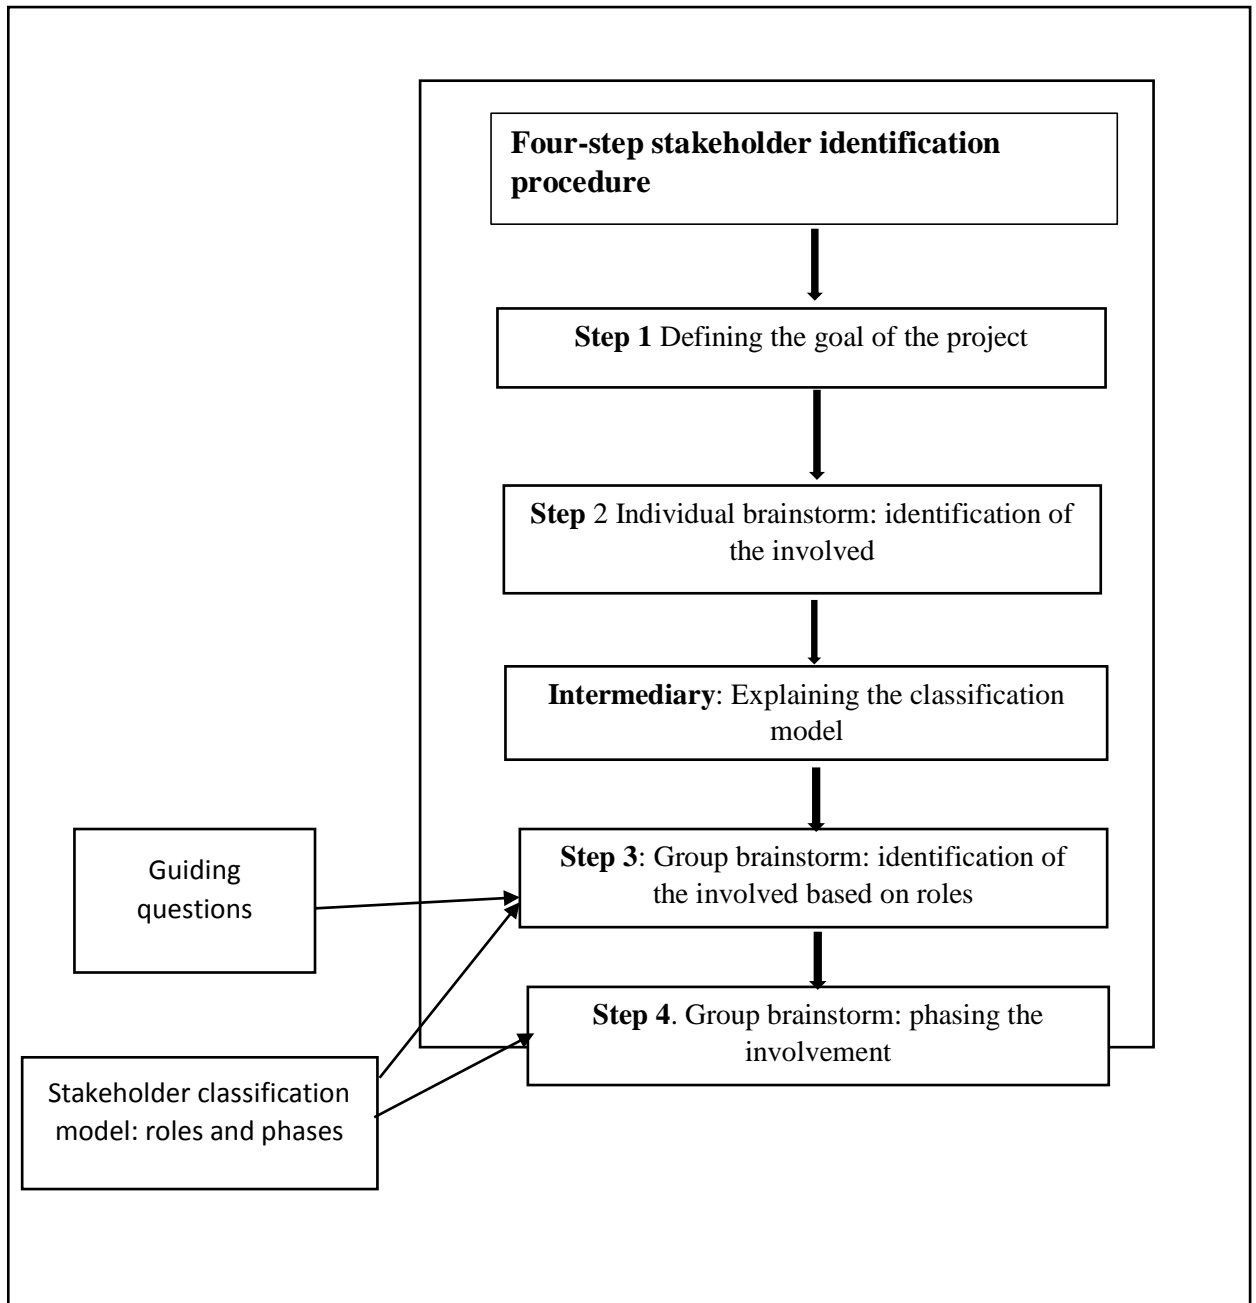 Four-step stakeholder identification
procedure
Step 1 Defining the goal of the project
Step 2 Individual brainstorm: identification of
the involved
Intermediary: Explaining the classification
model
Guiding
questions
Step 3: Group brainstorm: identification of
the involved based on roles
Step 4. Group brainstorm: phasing the
involvement
Stakeholder classification
model: roles and phases